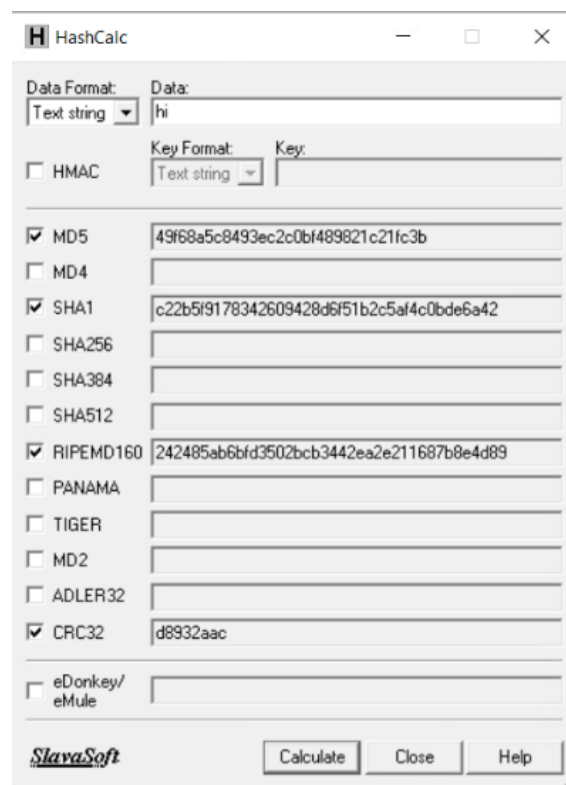 H HashCalc
Data Format: Data:
Text string hi
Key Format: Key:
HMAC Text string
MD5 49f68a5c8493ec2c0bf489821c21fc3b
MD4
SHA1 c22b5f9178342609428d6f51b2c5af4c0bde6a42
SHA256
SHA384
SHA512
RIPEMD160 242485ab6bfd3502bcb3442ea2e211687b8e4d89
PANAMA
TIGER
MD2
ADLER32
CRC32 d8932aac
eDonkey/
eMule
SlavaSoft Calculate Close Help